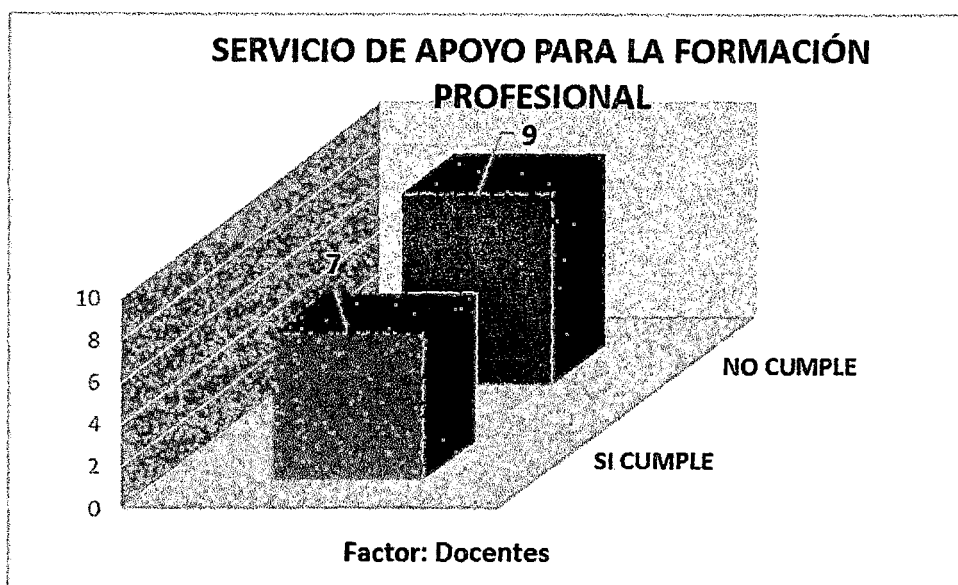 SERVICIO DE APOYO PARA LA FORMACIÓN
PROFESIONAL
9
7
10
8
6
4
2
0
NO CUMPLE
SI CUMPLE
Factor: Docentes